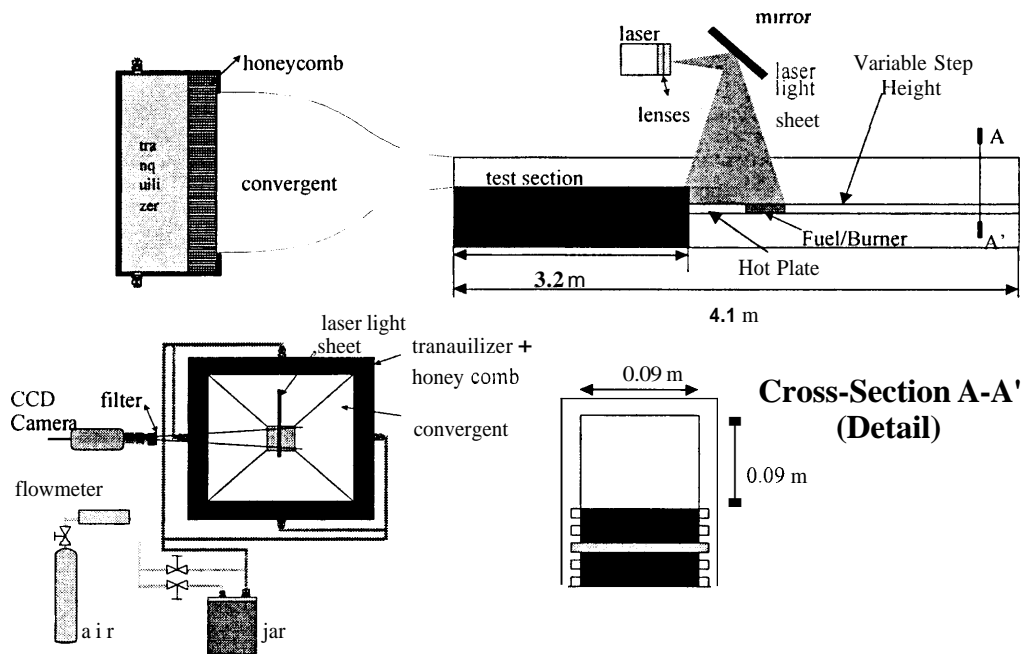 mirror
laser
honeycomb
laser
light
sheet
Variable Step
Height
lenses
tra
nq
uili
zer
convergent
test section
A
A'
Fuel/Burner
Hot Plate
3.2 m
4.1 m
laser light
sheet
tranauilizer +
honey comb
convergent
CCD
Camera
filter
flowmeter
air
jar
0.09 m
0.09 m
Cross-Section A-A'
(Detail)